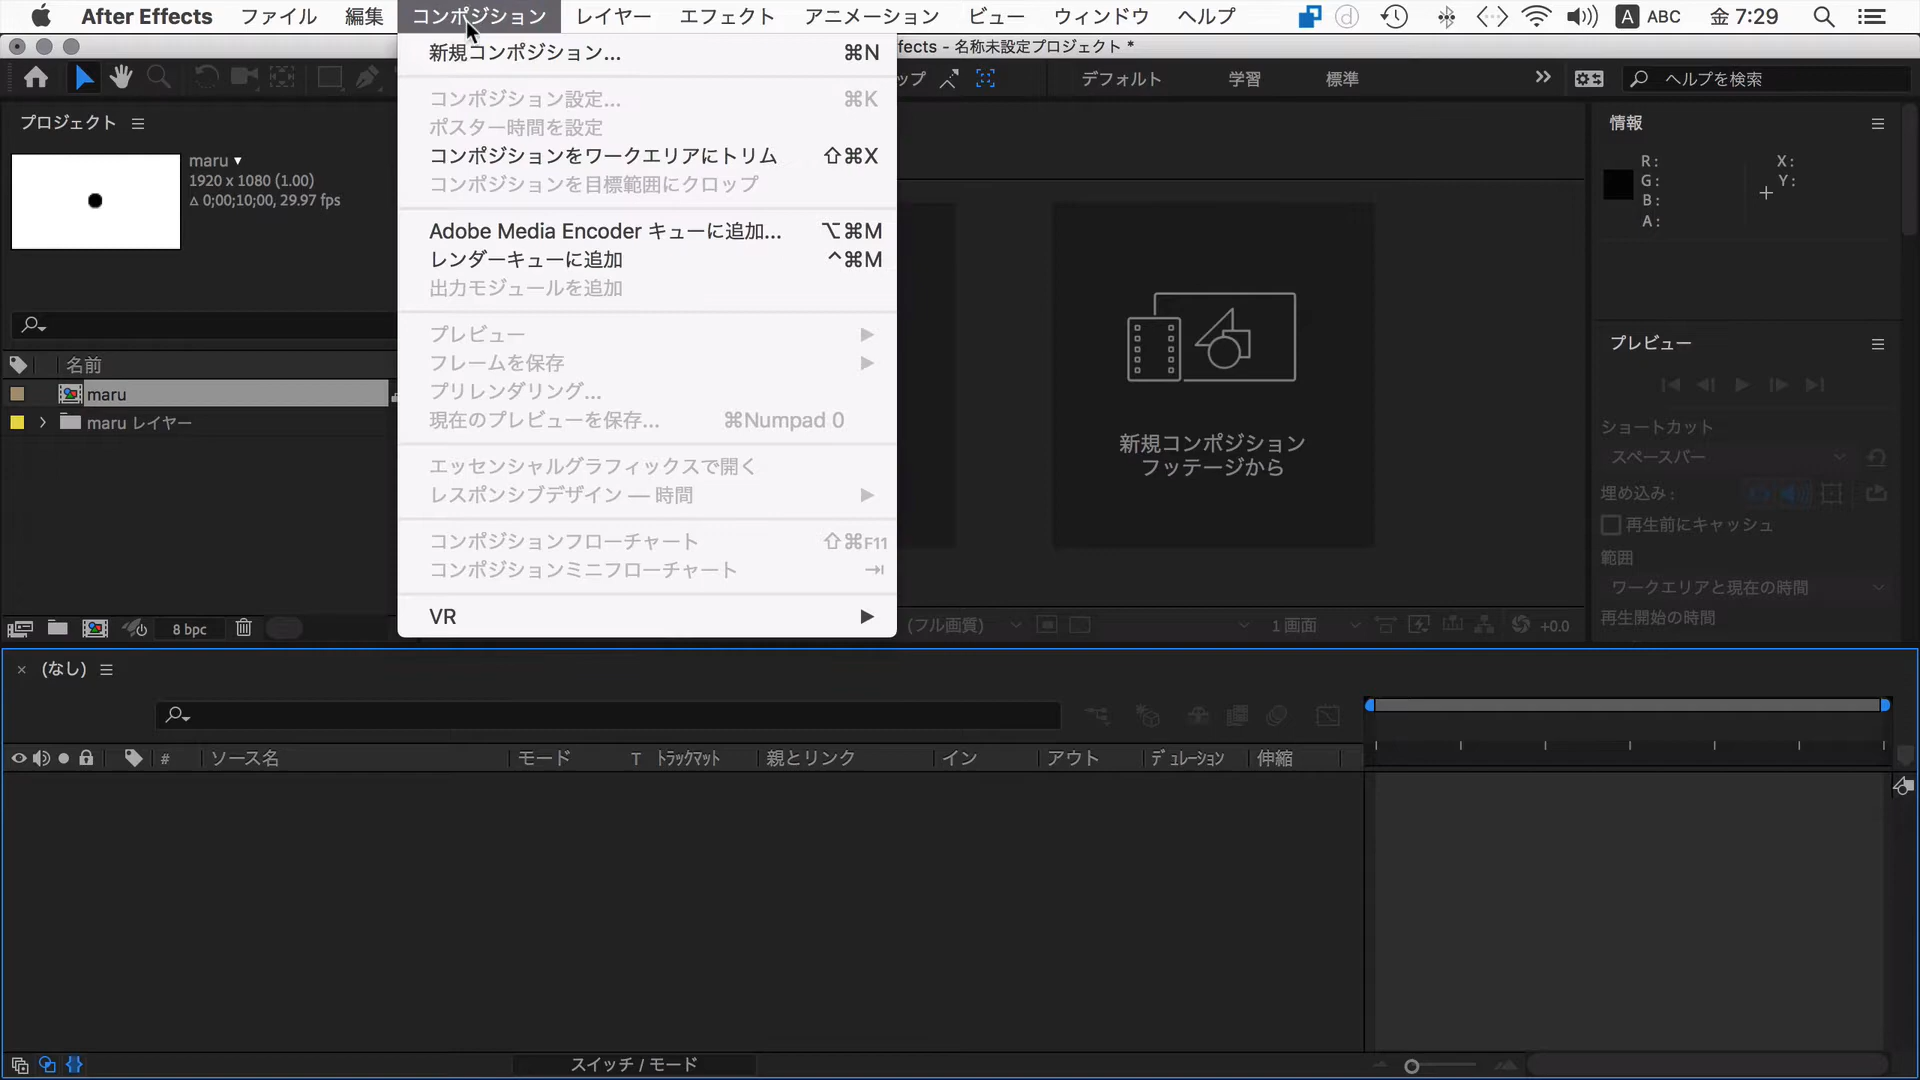 After Effects ファイル 編集 コンポジション レイヤー エフェクト アニメーション ビュー ウィンドウ ヘルプ A ABC 金 7:29
fects - 名称未設定プロジェクト *
ップ デフォルト 学習 標準 ヘルプを検索
新規コンポジション... ⌘N
コンポジション設定... ⌘K
ポスター時間を設定
コンポジションをワークエリアにトリム ⇧⌘X
コンポジションを目標範囲にクロップ
Adobe Media Encoder キューに追加... ⌥⌘M
レンダーキューに追加 ^⌘M
出力モジュールを追加
プレビュー
フレームを保存
プリレンダリング...
現在のプレビューを保存... ⌘Numpad 0
エッセンシャルグラフィックスで開く
レスポンシブデザイン — 時間
コンポジションフローチャート ⇧⌘F11
コンポジションミニフローチャート
VR
プロジェクト
maru
1920 x 1080 (1.00)
Δ 0;00;10;00, 29.97 fps
名前
maru
maru レイヤー
8 bpc
新規コンポジション
フッテージから
(フル画質) 1 画面 +0.0
情報
R : X :
G : Y :
B :
A :
プレビュー
ショートカット
スペースバー
埋め込み :
再生前にキャッシュ
範囲
ワークエリアと現在の時間
再生開始の時間
× (なし)
# ソース名 モード T トラックマット 親とリンク イン アウト デュレーション 伸縮
スイッチ / モード